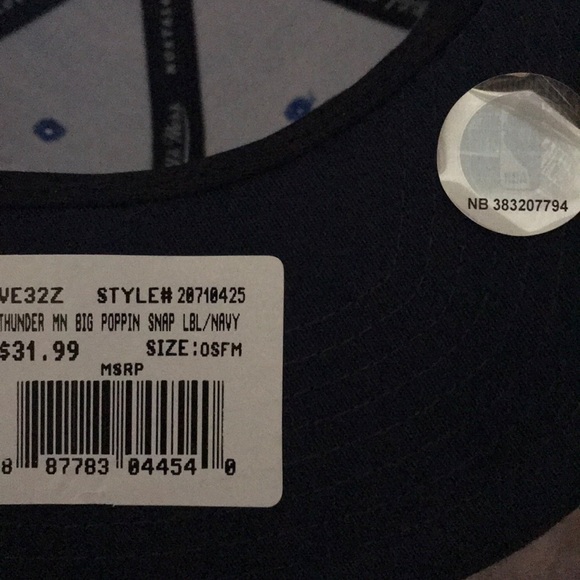 NBA
NB 383207794
VE32Z STYLE# 20710425
THUNDER MN BIG POPPIN SNAP LBL/NAVY
$31.99 SIZE:OSFM
MSRP
8 87783 04454 0